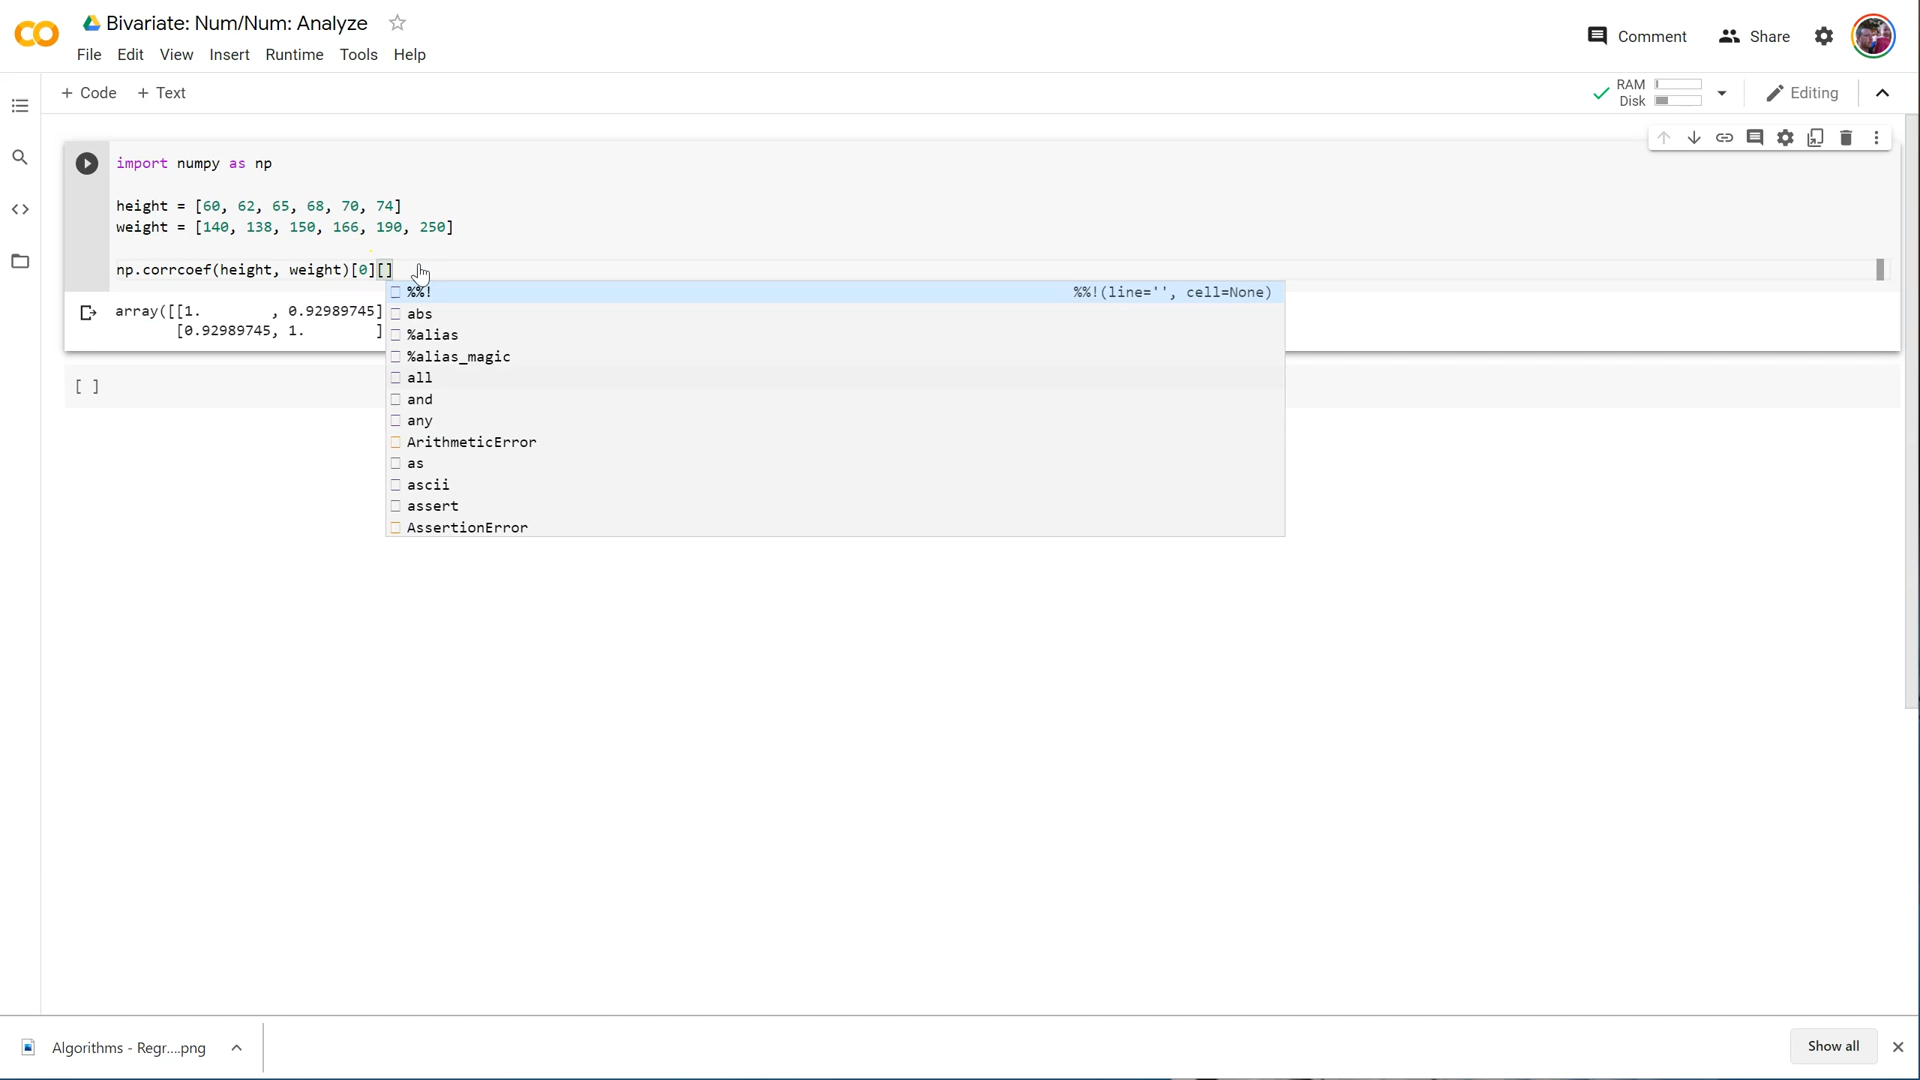 Bivariate: Num/Num: Analyze
File Edit View Insert Runtime Tools Help
Comment Share
+ Code + Text
RAM
Disk
Editing
import numpy as np
height = [60, 62, 65, 68, 70, 74]
weight = [140, 138, 150, 166, 190, 250]
np.corrcoef(height, weight)[0][]
array([[1. , 0.92989745]
[0.92989745, 1. ]
%%! %%!(line='', cell=None)
abs
%alias
%alias_magic
all
and
any
ArithmeticError
as
ascii
assert
AssertionError
[ ]
Algorithms - Regr....png
Show all